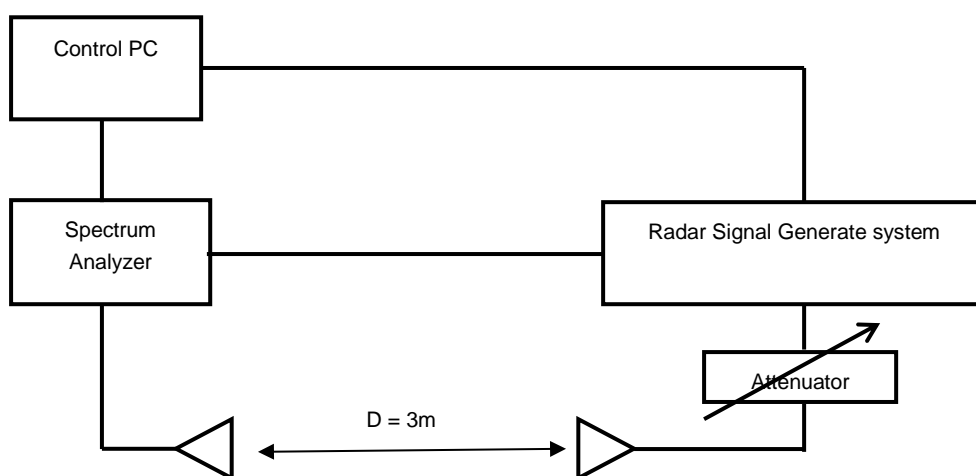 Control PC
Spectrum
Analyzer
Radar Signal Generate system
Attenuator
D = 3m